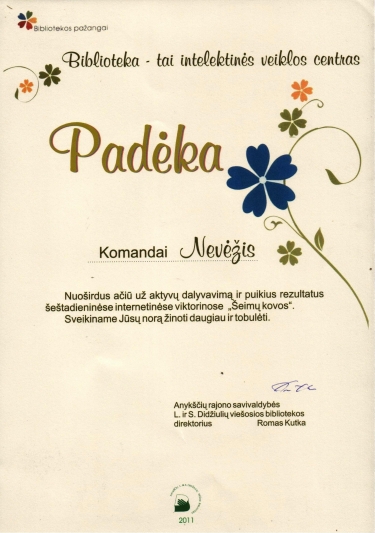 Bibliotekos pažangai
Biblioteka - tai intelektinės veiklos centras
Padėka
Komandai Nevėžis
Nuoširdus ačiū už aktyvų dalyvavimą ir puikius rezultatus
šeštadieninėse internetinėse viktorinose „Šeimų kovos“.
Sveikiname Jūsų norą žinoti daugiau ir tobulėti.
Anykščių rajono savivaldybės
L. ir S. Didžiulių viešosios bibliotekos
direktorius Romas Kutka
2011